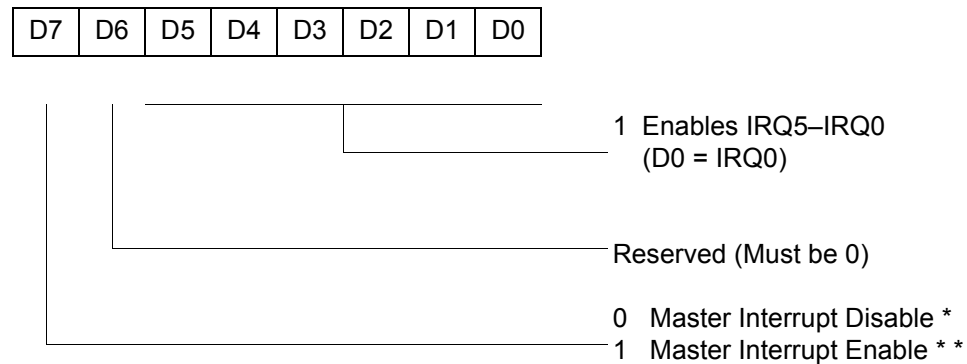 D7 D6 D5 D4 D3 D2 D1 D0
1 Enables IRQ5–IRQ0
(D0 = IRQ0)
Reserved (Must be 0)
0 Master Interrupt Disable *
1 Master Interrupt Enable * *